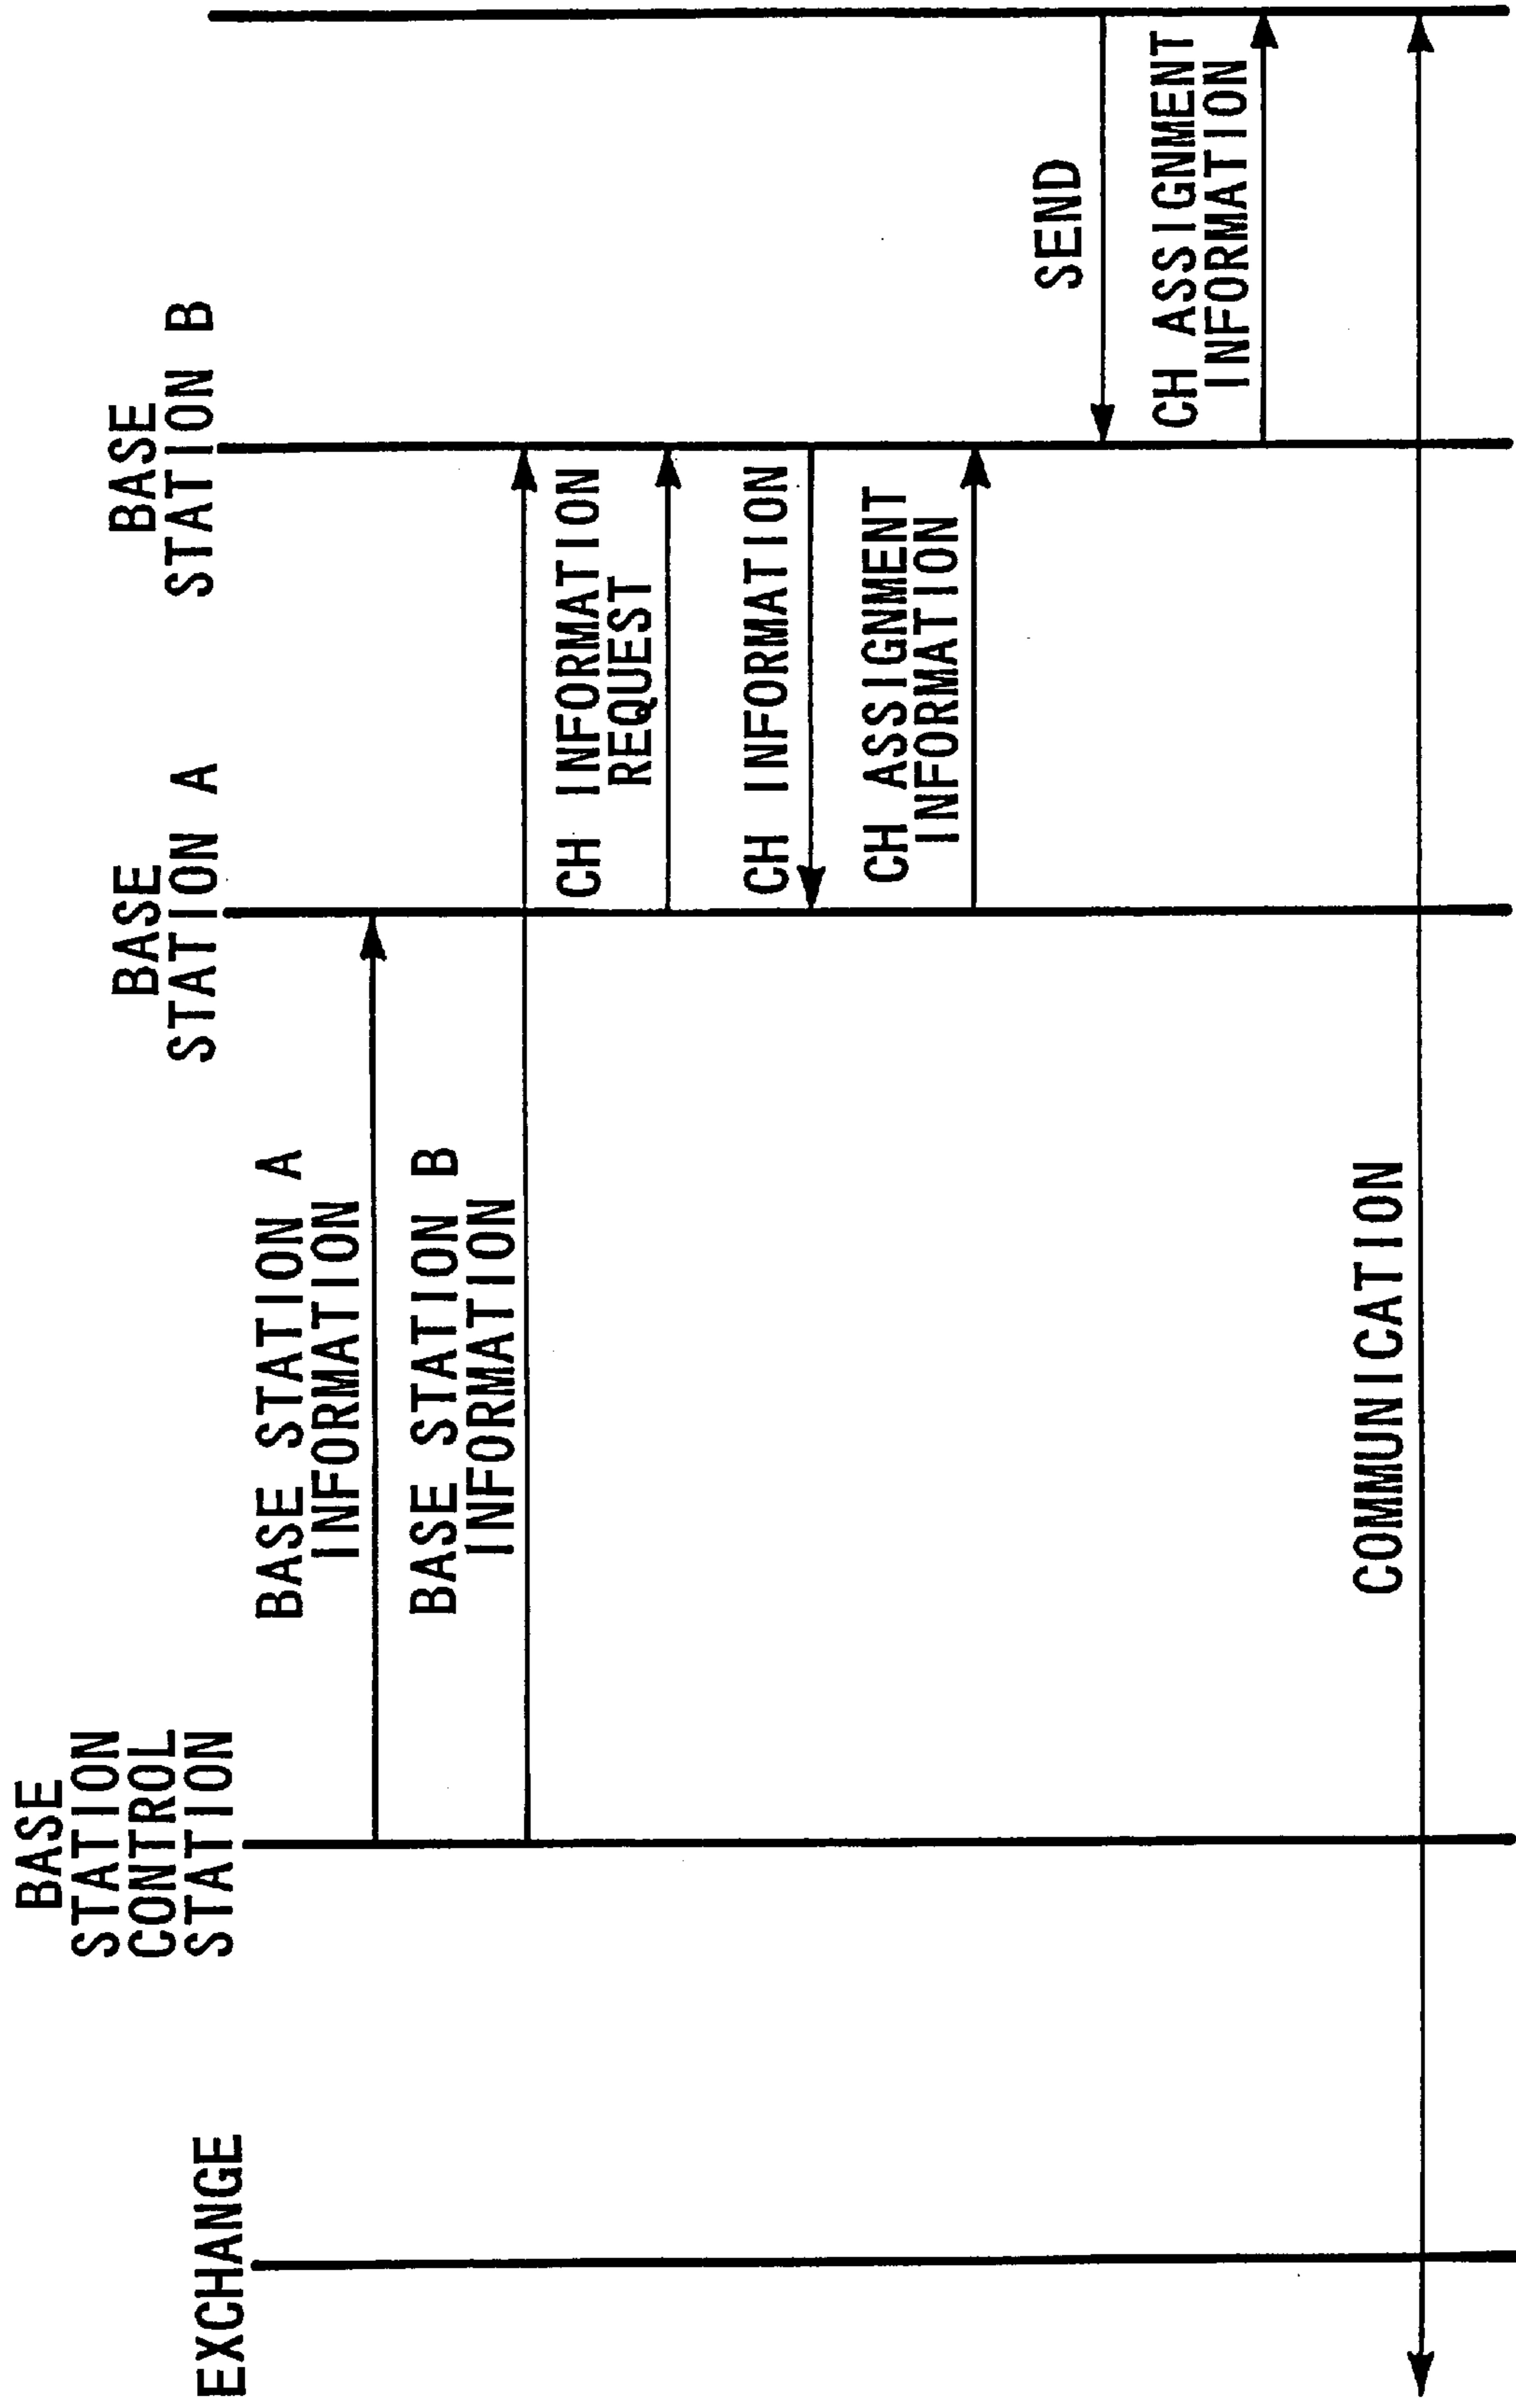 EXCHANGE
BASE
STATION
CONTROL
STATION
BASE
STATION A
BASE
STATION B
BASE STATION A
INFORMATION
BASE STATION B
INFORMATION
CH INFORMATION
REQUEST
CH INFORMATION
CH ASSIGNMENT
INFORMATION
SEND
CH ASSIGNMENT
INFORMATION
COMMUNICATION